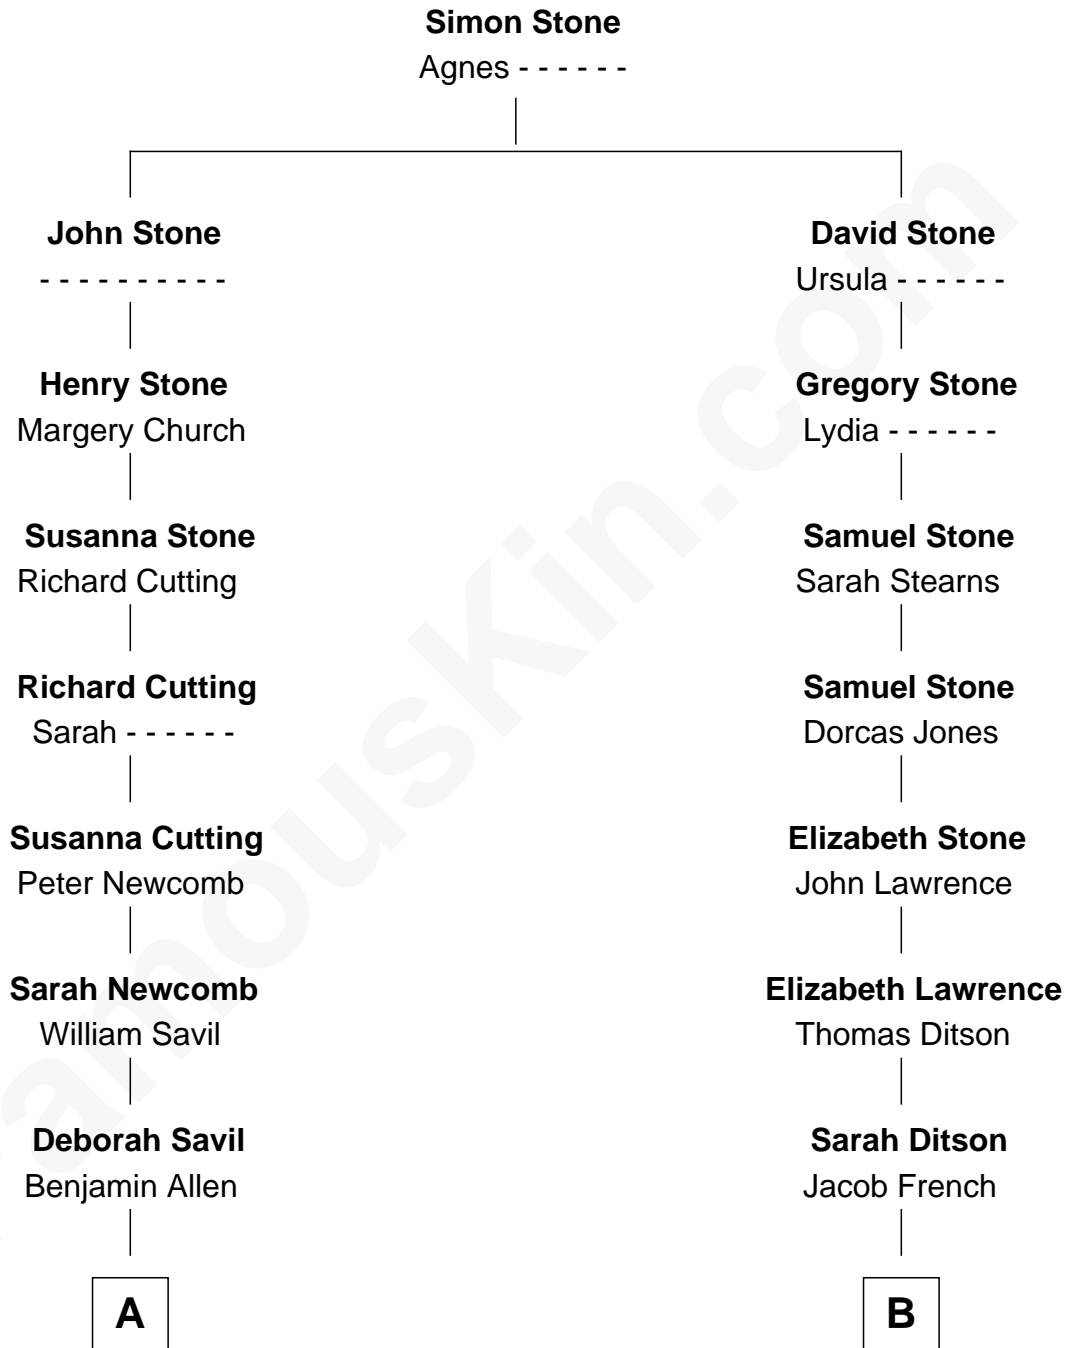 Simon Stone
Agnes - - - - - -
John Stone
- - - - - - - - - -
Henry Stone
Margery Church
Susanna Stone
Richard Cutting
Richard Cutting
Sarah - - - - - -
Susanna Cutting
Peter Newcomb
Sarah Newcomb
William Savil
Deborah Savil
Benjamin Allen
A
David Stone
Ursula - - - - - -
Gregory Stone
Lydia - - - - - -
Samuel Stone
Sarah Stearns
Samuel Stone
Dorcas Jones
Elizabeth Stone
John Lawrence
Elizabeth Lawrence
Thomas Ditson
Sarah Ditson
Jacob French
B
amousKin.com